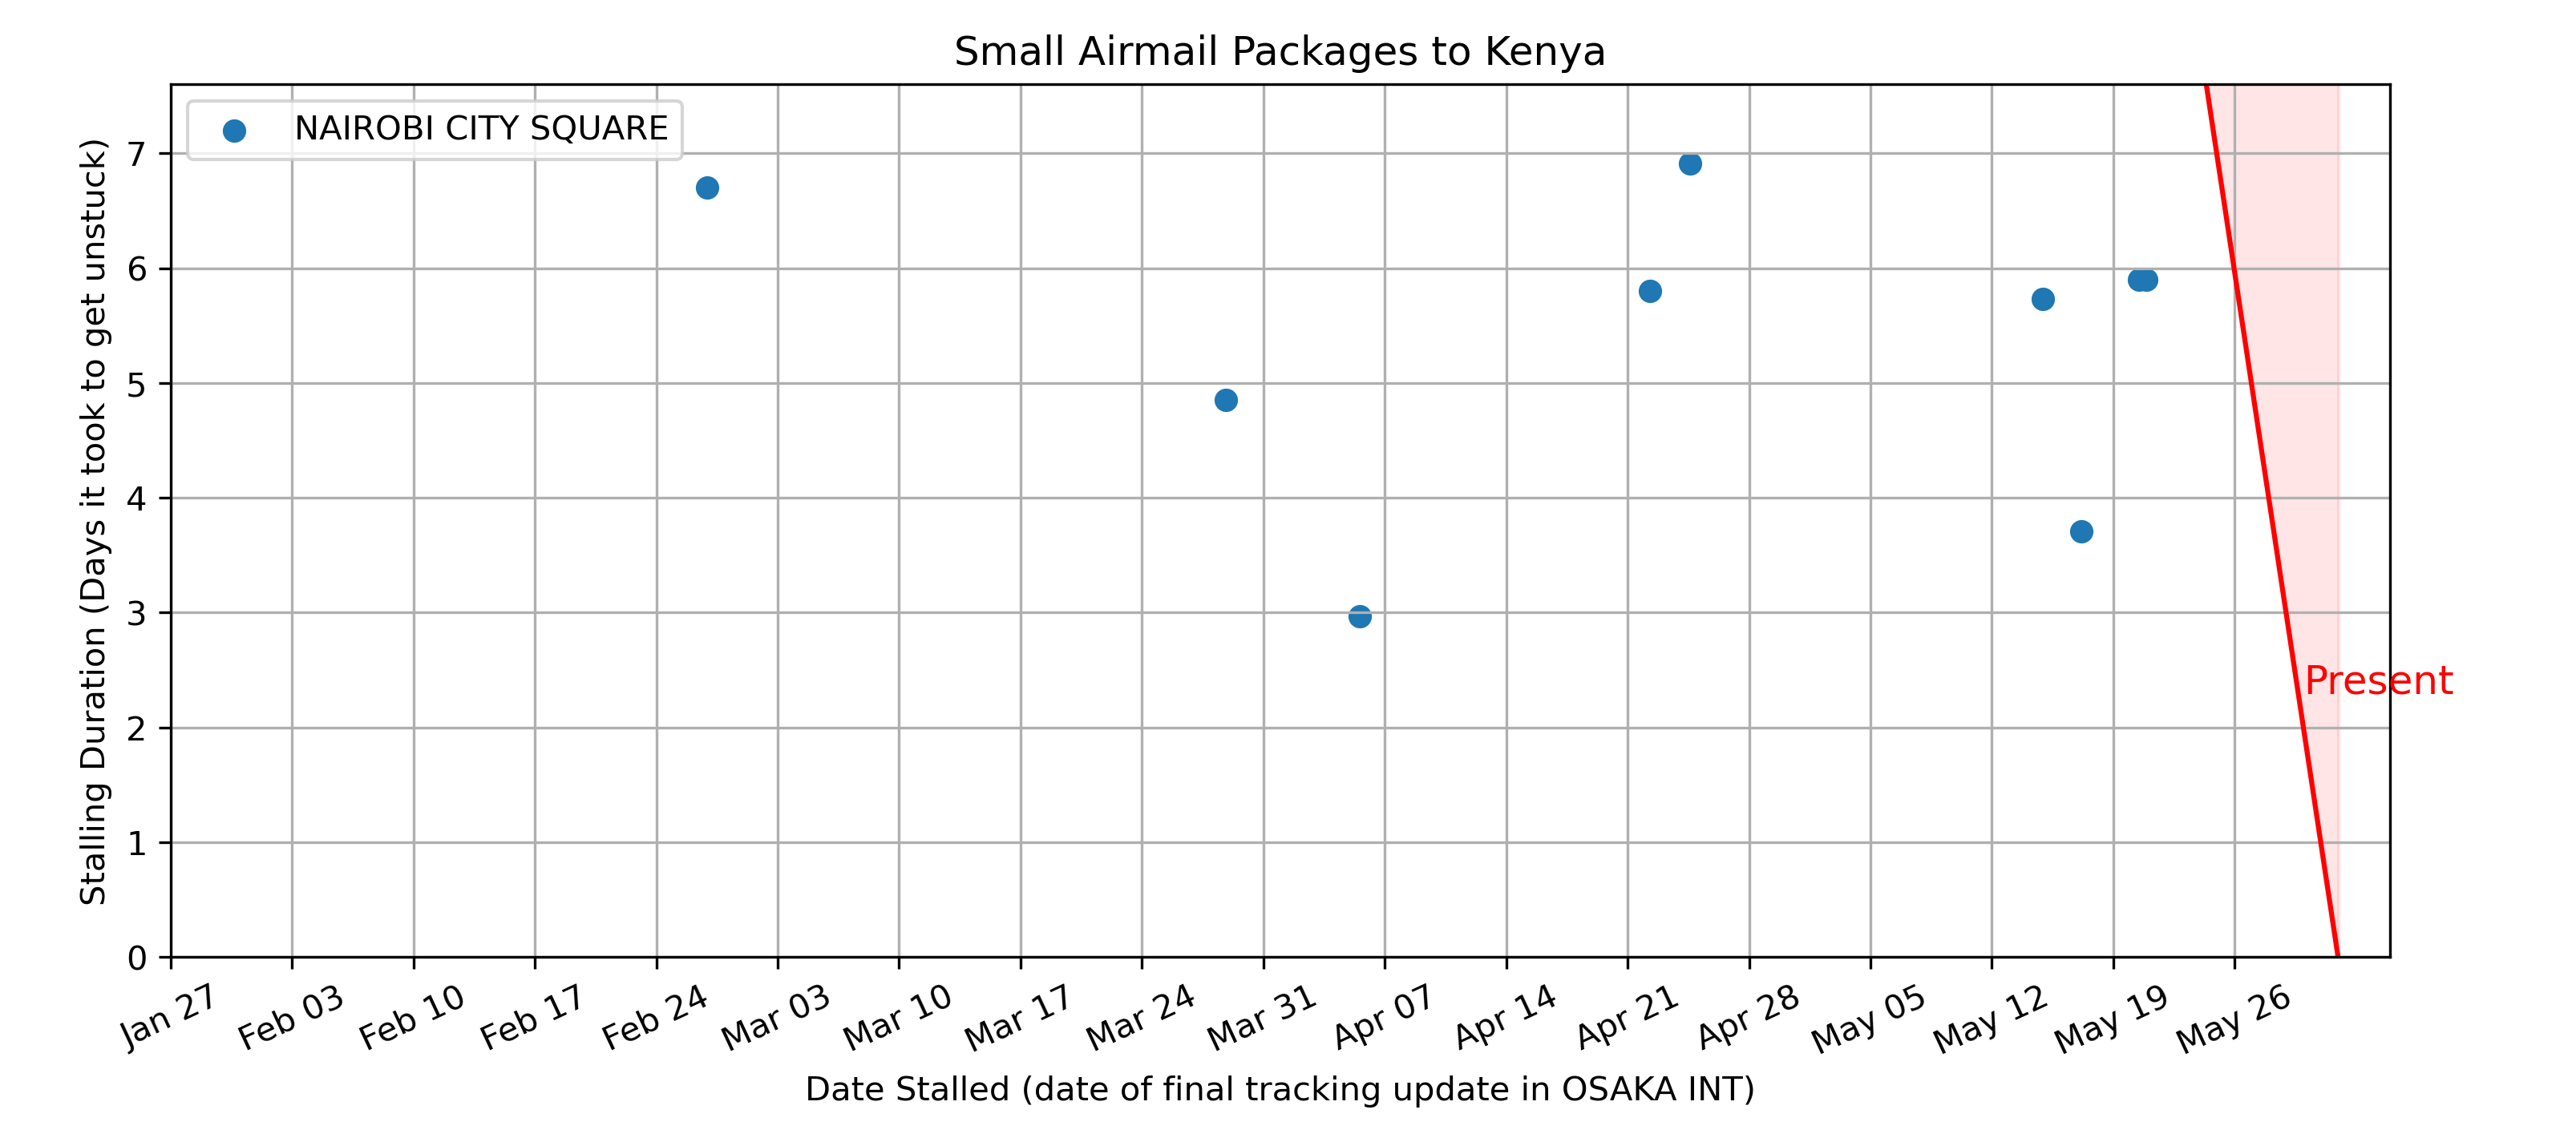 Small Airmail Packages to Kenya
NAIROBI CITY SQUARE
Stalling Duration (Days it took to get unstuck)
7
6
5
4
3
2
1
0
Present
Jan 27
Feb 03
Feb 10
Feb 17
Feb 24
Mar 03
Mar 10
Mar 17
Mar 24
Mar 31
Apr 07
Apr 14
Apr 21
Apr 28
May 05
May 12
May 19
May 26
Date Stalled (date of final tracking update in OSAKA INT)